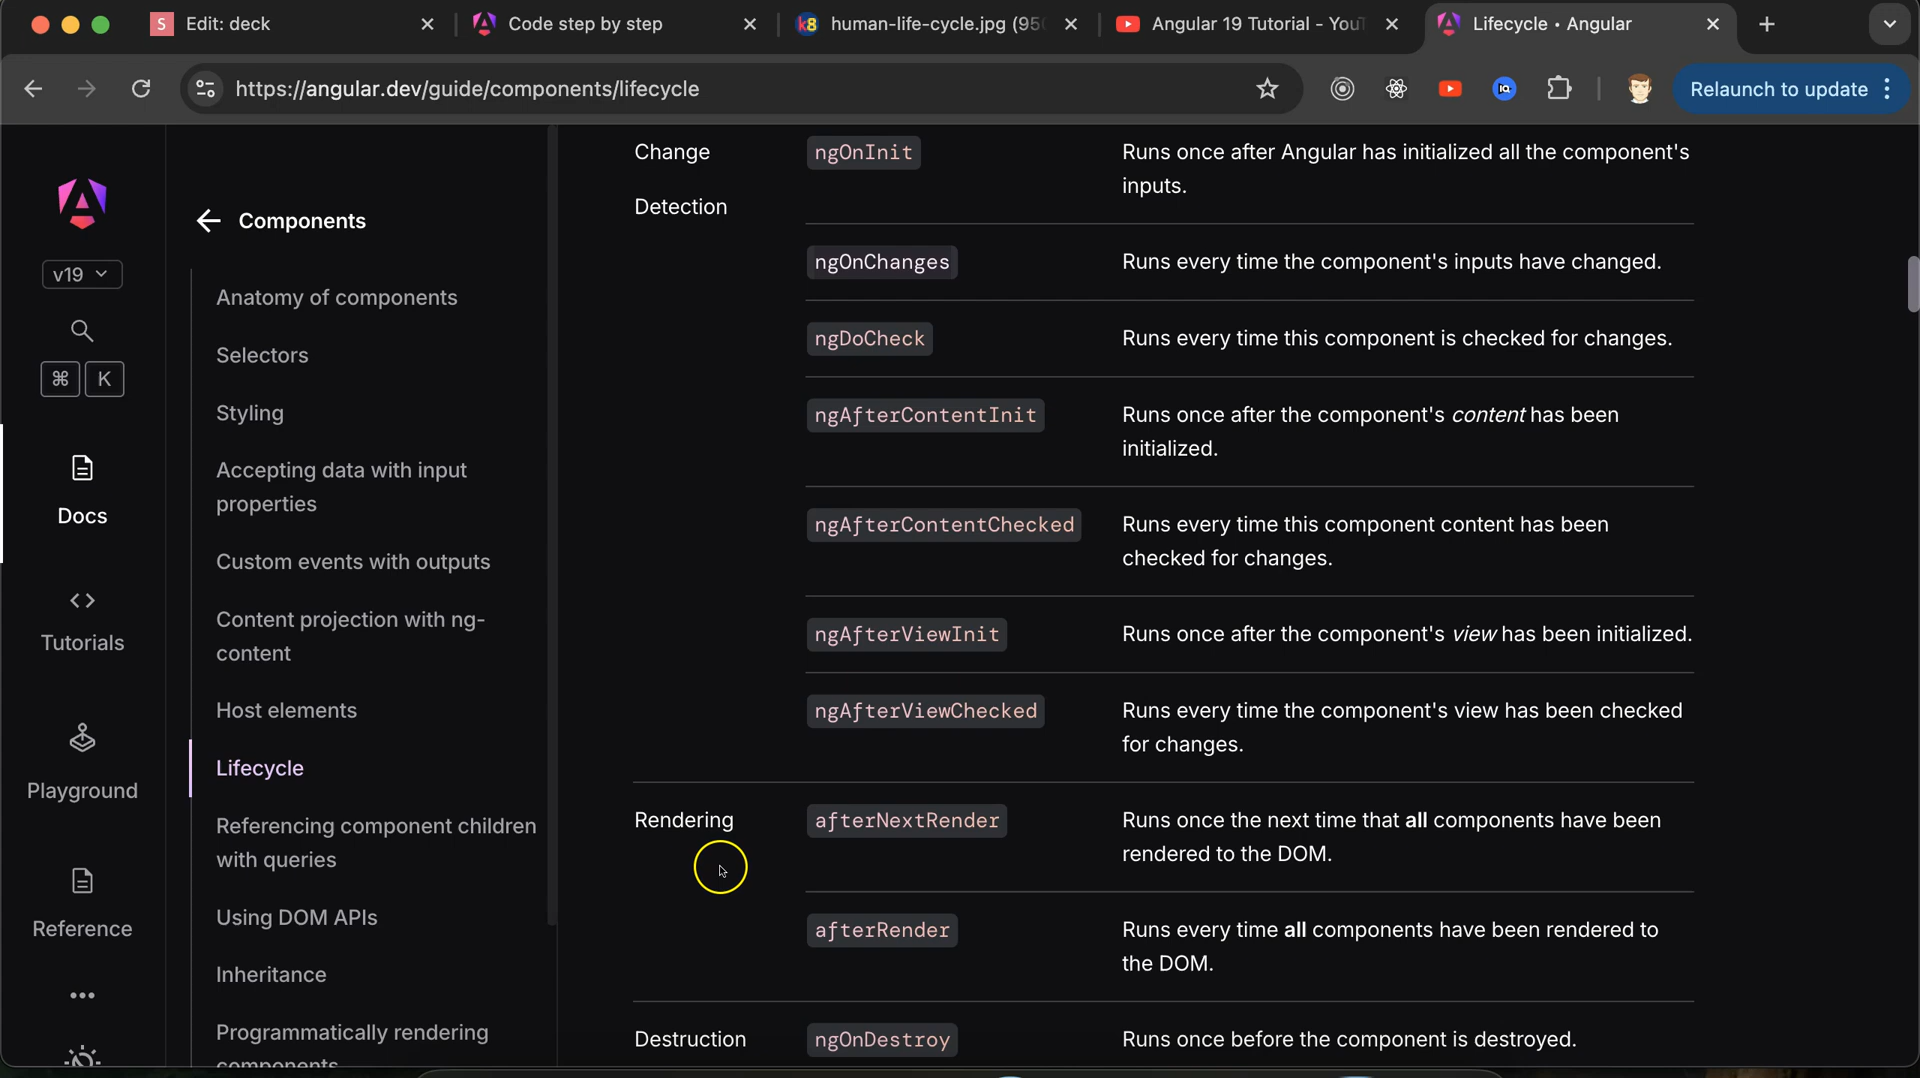 S Edit: deck
Code step by step
k8 human-life-cycle.jpg (950
Angular 19 Tutorial - YouT
Lifecycle • Angular
https://angular.dev/guide/components/lifecycle
IQ
Relaunch to update
v19
⌘ K
Docs
Tutorials
Playground
Reference
Components
Anatomy of components
Selectors
Styling
Accepting data with input
properties
Custom events with outputs
Content projection with ng-
content
Host elements
Lifecycle
Referencing component children
with queries
Using DOM APIs
Inheritance
Programmatically rendering
components
Change
Detection
ngOnInit
Runs once after Angular has initialized all the component's
inputs.
ngOnChanges
Runs every time the component's inputs have changed.
ngDoCheck
Runs every time this component is checked for changes.
ngAfterContentInit
Runs once after the component's content has been
initialized.
ngAfterContentChecked
Runs every time this component content has been
checked for changes.
ngAfterViewInit
Runs once after the component's view has been initialized.
ngAfterViewChecked
Runs every time the component's view has been checked
for changes.
Rendering
afterNextRender
Runs once the next time that all components have been
rendered to the DOM.
afterRender
Runs every time all components have been rendered to
the DOM.
Destruction
ngOnDestroy
Runs once before the component is destroyed.